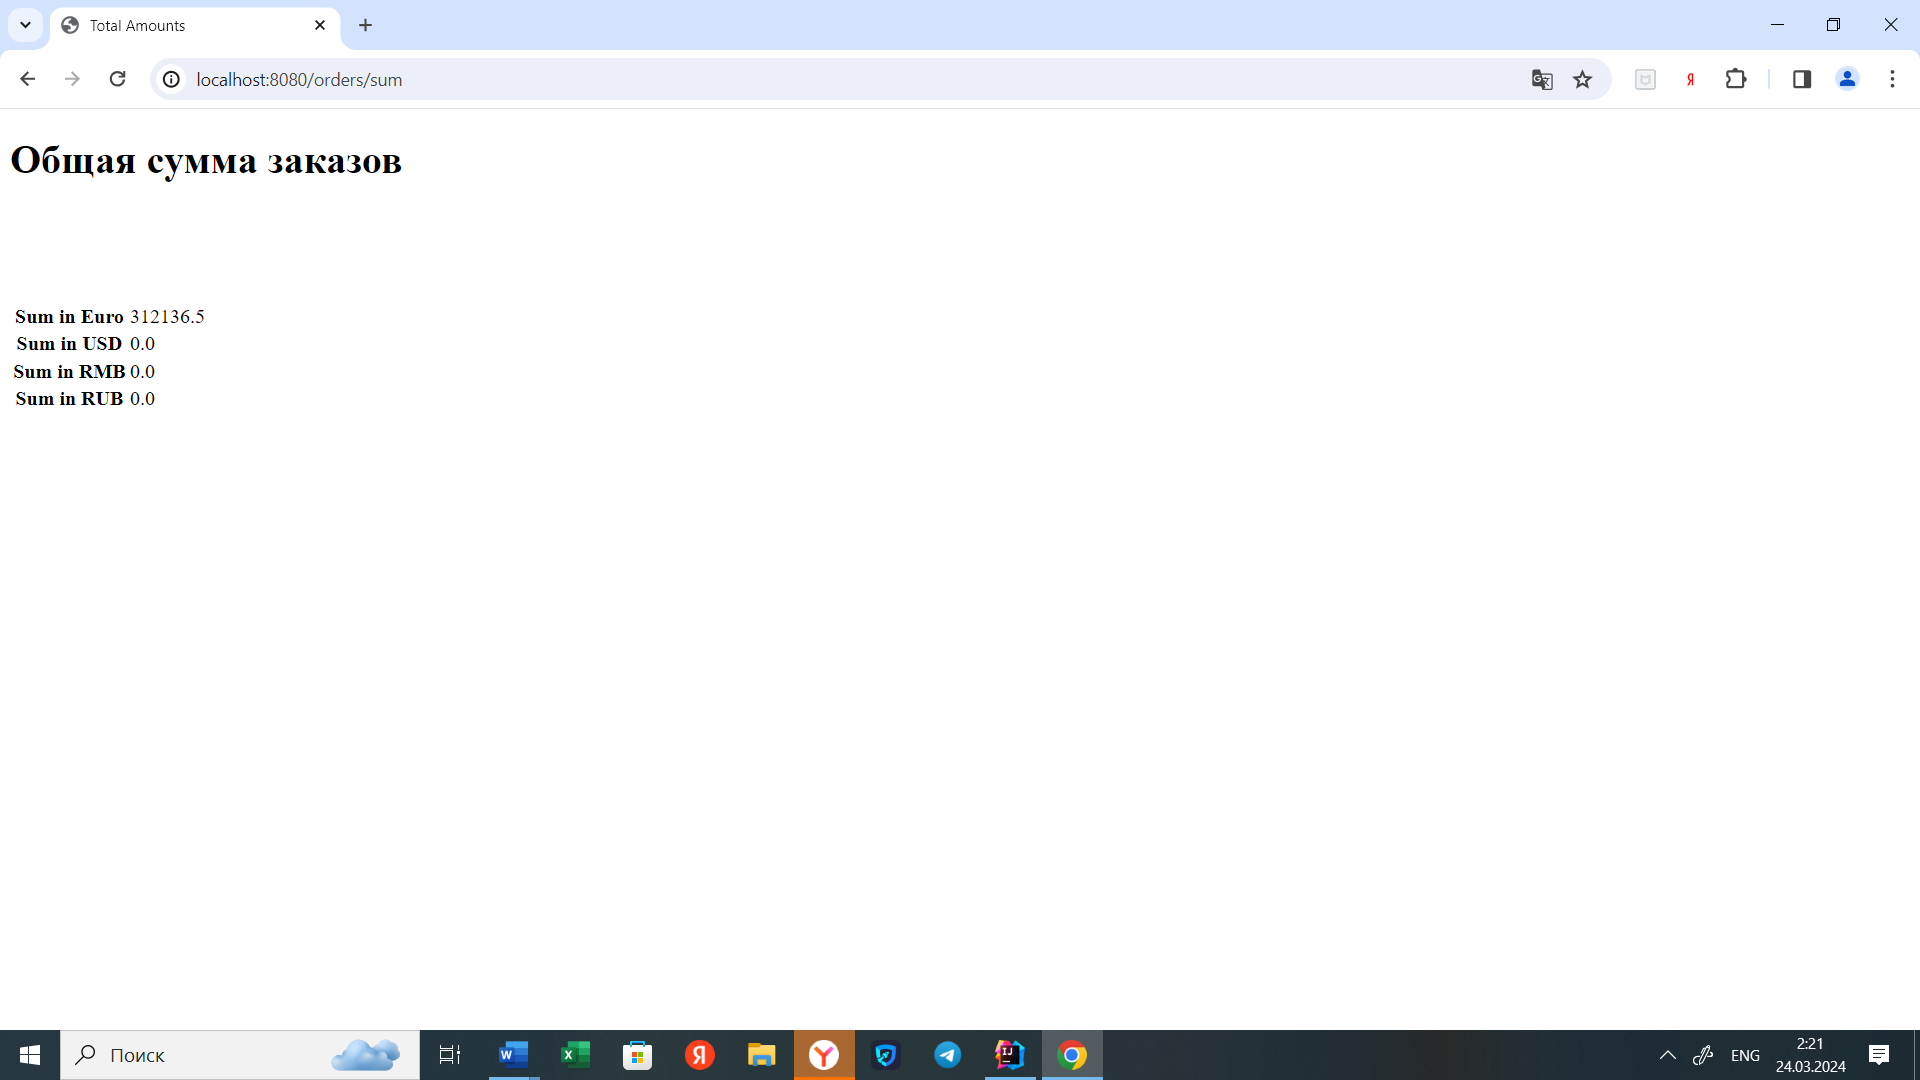 Total Amounts
localhost:8080/orders/sum
Я
Общая сумма заказов
Sum in Euro 312136.5
Sum in USD 0.0
Sum in RMB 0.0
Sum in RUB 0.0
Поиск
W
X
Я
Y
IJ
ENG
2:21
24.03.2024